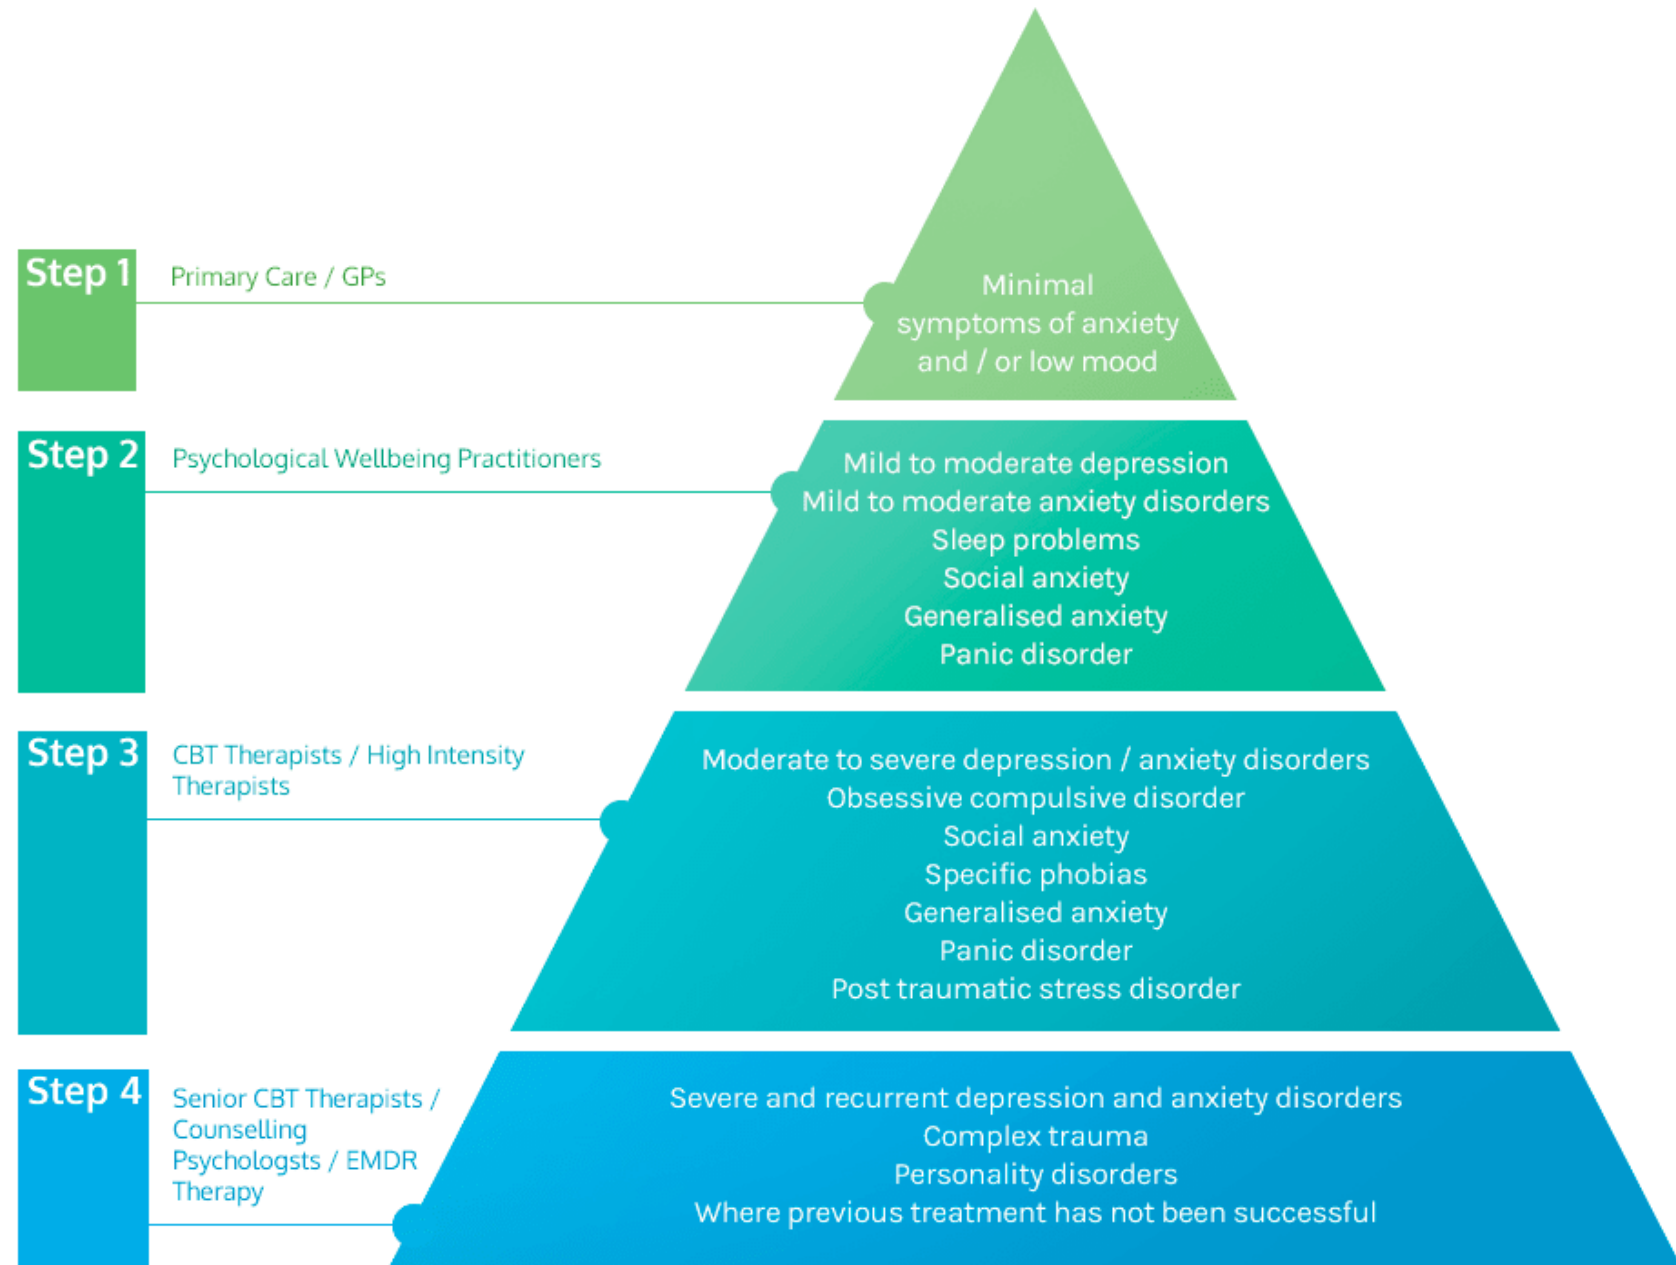 Step 1
Primary Care / GPs
Minimal
symptoms of anxiety
and / or low mood
Step 2
Psychological Wellbeing Practitioners
Mild to moderate depression
Mild to moderate anxiety disorders
Sleep problems
Social anxiety
Generalised anxiety
Panic disorder
Step 3
CBT Therapists / High Intensity
Therapists
Moderate to severe depression / anxiety disorders
Obsessive compulsive disorder
Social anxiety
Specific phobias
Generalised anxiety
Panic disorder
Post traumatic stress disorder
Step 4
Senior CBT Therapists /
Counselling
Psychologsts / EMDR
Therapy
Severe and recurrent depression and anxiety disorders
Complex trauma
Personality disorders
Where previous treatment has not been successful